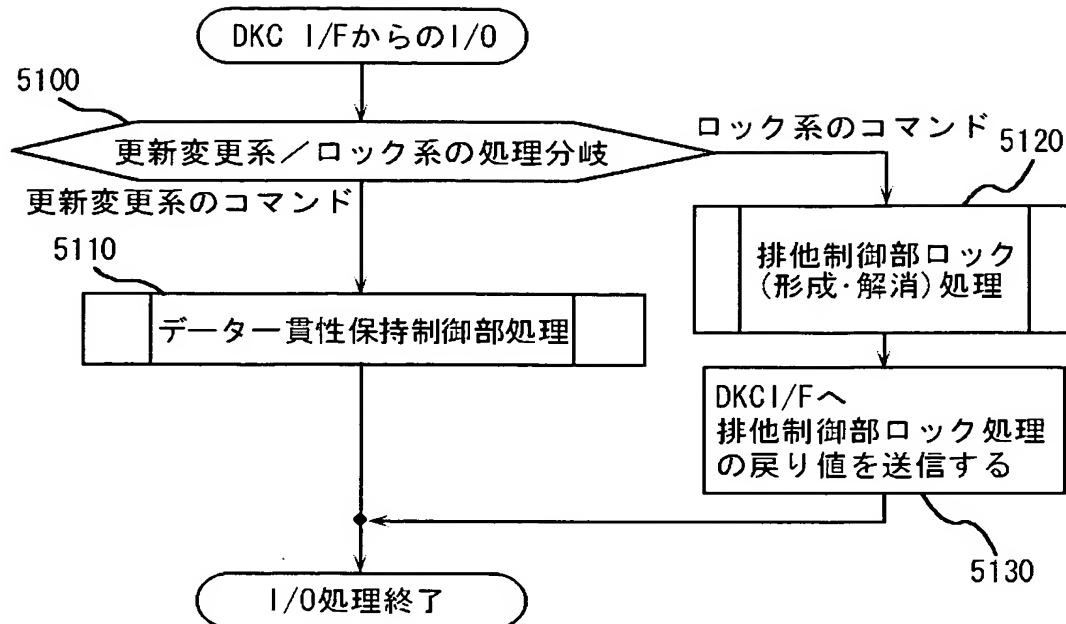 DKC I/FからのI/O
5100
更新変更系／ロック系の処理分岐
ロック系のコマンド
5120
更新変更系のコマンド
5110
排他制御部ロック
(形成・解消)処理
データ一貫性保持制御部処理
DKCI/Fへ
排他制御部ロック処理
の戻り値を送信する
5130
I/O処理終了